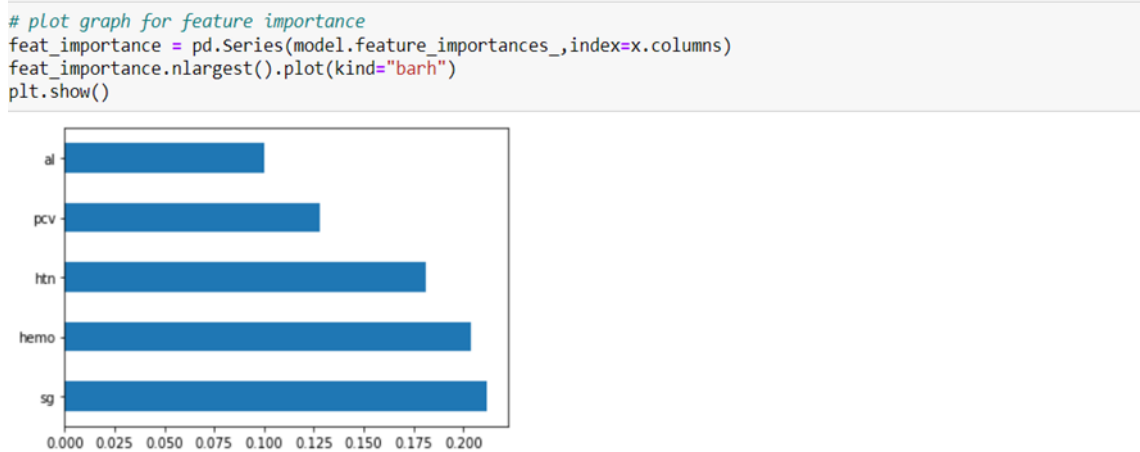 # plot graph for feature importance
feat_importance = pd.Series(model.feature_importances_,index=x.columns)
feat_importance.nlargest().plot(kind="barh")
plt.show()
al
pcv
htn
hemo
sg
0.000 0.025 0.050 0.075 0.100 0.125 0.150 0.175 0.200